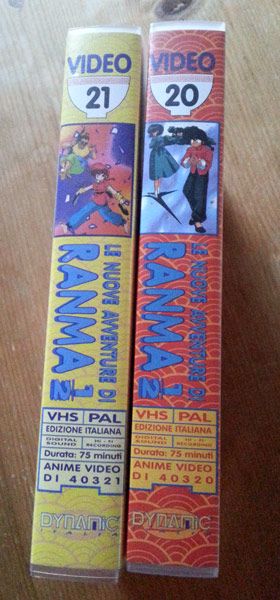 VIDEO
21
LE NUOVE AVVENTURE DI
RANMA 1/2
VHS PAL
EDIZIONE ITALIANA
DIGITAL SOUND HI-FI RECORDING
Durata: 75 minuti
ANIME VIDEO
DI 40321
DYNAMIC
ITALIA
VIDEO
20
LE NUOVE AVVENTURE DI
RANMA 1/2
VHS PAL
EDIZIONE ITALIANA
DIGITAL SOUND HI-FI RECORDING
Durata: 75 minuti
ANIME VIDEO
DI 40320
DYNAMIC
ITALIA